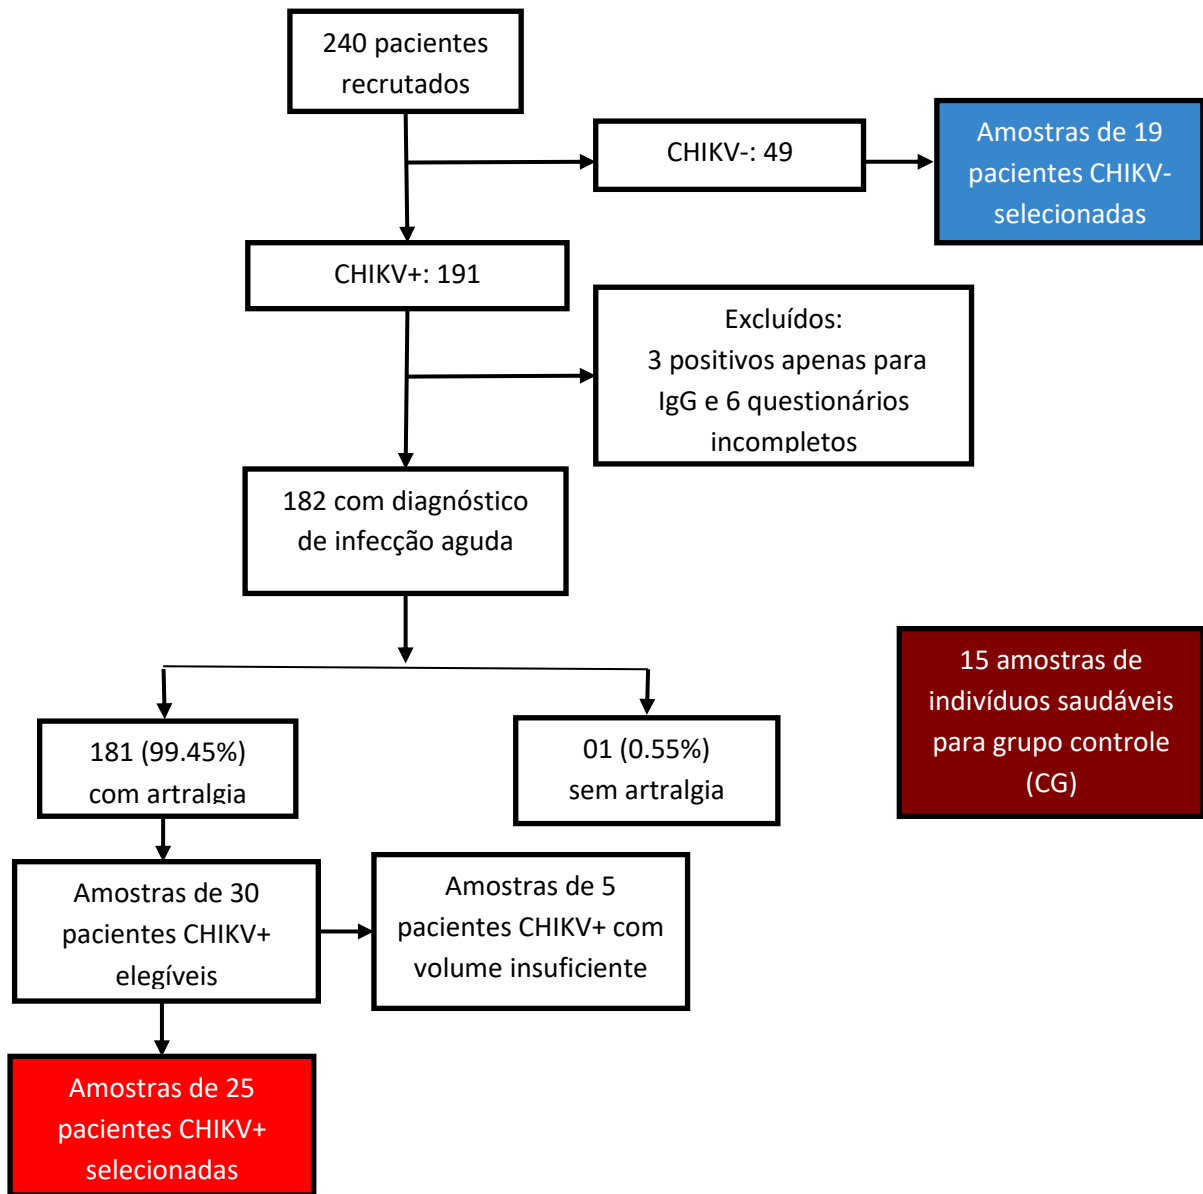 240 pacientes
recrutados
CHIKV-: 49
Amostras de 19
pacientes CHIKV-
selecionadas
CHIKV+: 191
Excluídos:
3 positivos apenas para
IgG e 6 questionários
incompletos
182 com diagnóstico
de infecção aguda
15 amostras de
indivíduos saudáveis
para grupo controle
(CG)
181 (99.45%)
com artralgia
01 (0.55%)
sem artralgia
Amostras de 30
pacientes CHIKV+
elegíveis
Amostras de 5
pacientes CHIKV+ com
volume insuficiente
Amostras de 25
pacientes CHIKV+
selecionadas